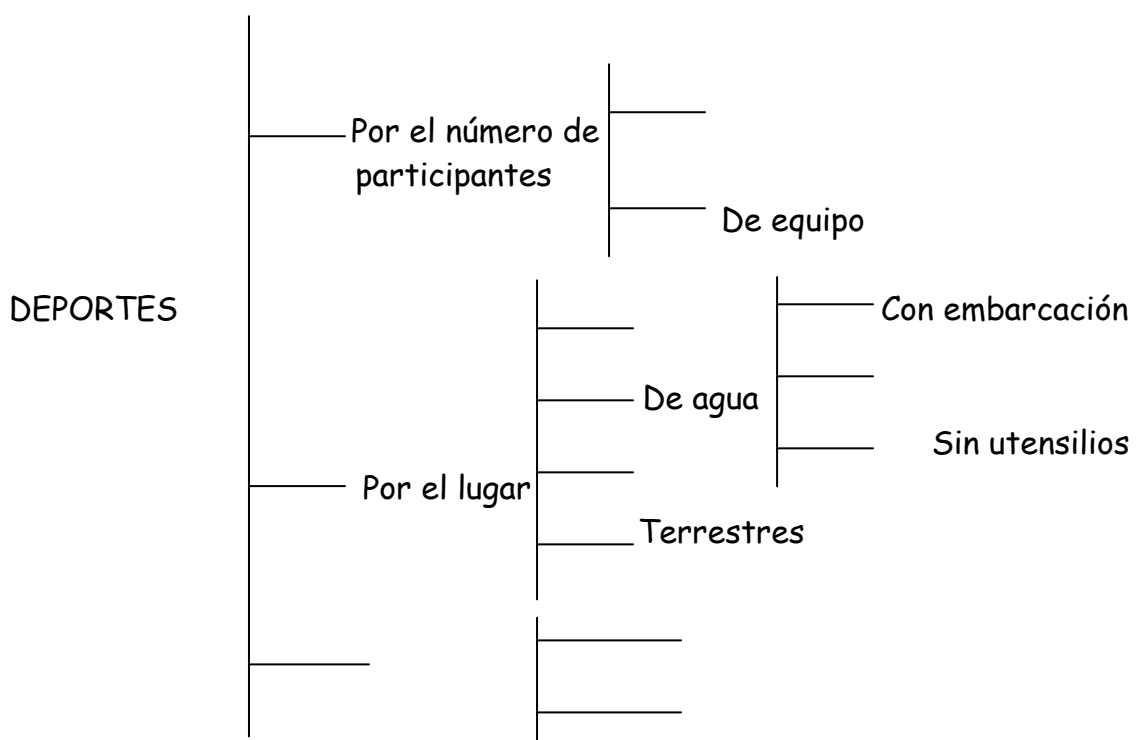 Por el número de
participantes
De equipo
DEPORTES
Con embarcación
De agua
Sin utensilios
Por el lugar
Terrestres